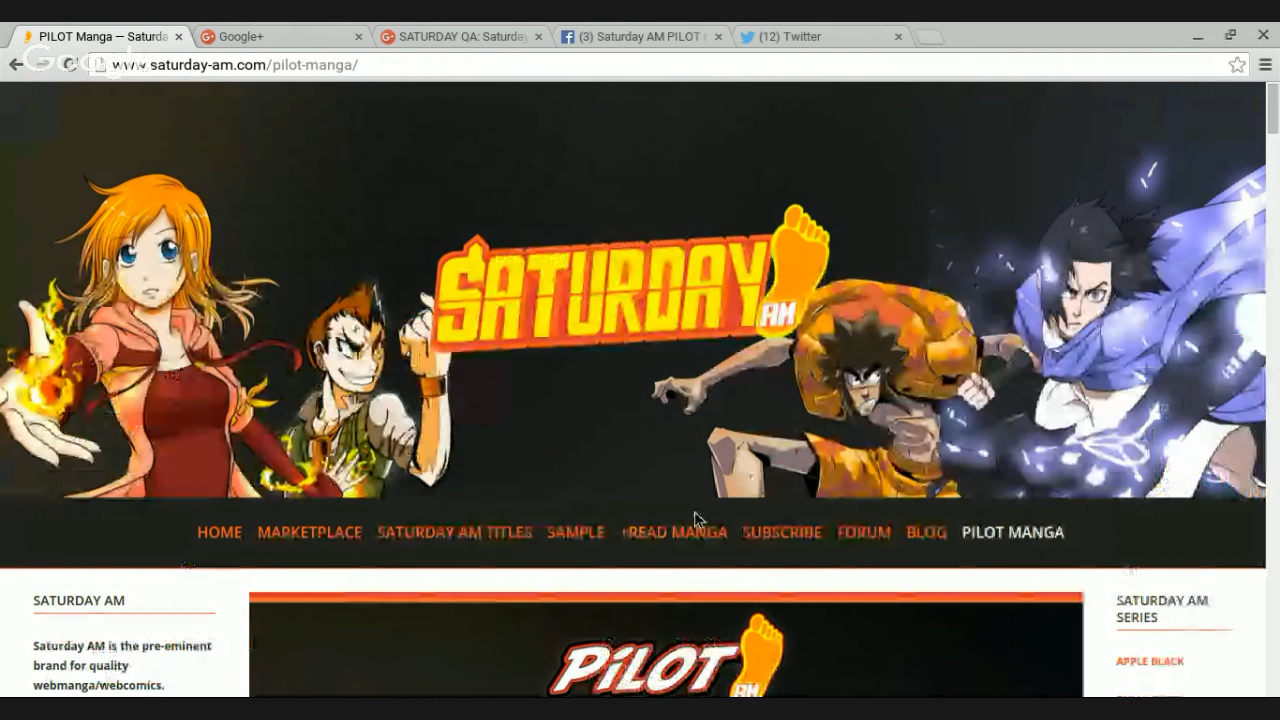 PILOT Manga — Saturda
Google+
SATURDAY QA: Saturday
(3) Saturday AM PILOT
(12) Twitter
Google
www.saturday-am.com/pilot-manga/
SATURDAY
AM
HOME MARKETPLACE SATURDAY AM TITLES SAMPLE +READ MANGA SUBSCRIBE FORUM BLOG PILOT MANGA
SATURDAY AM
Saturday AM is the pre-eminent
brand for quality
webmanga/webcomics.
PILOT
AM
SATURDAY AM
SERIES
APPLE BLACK